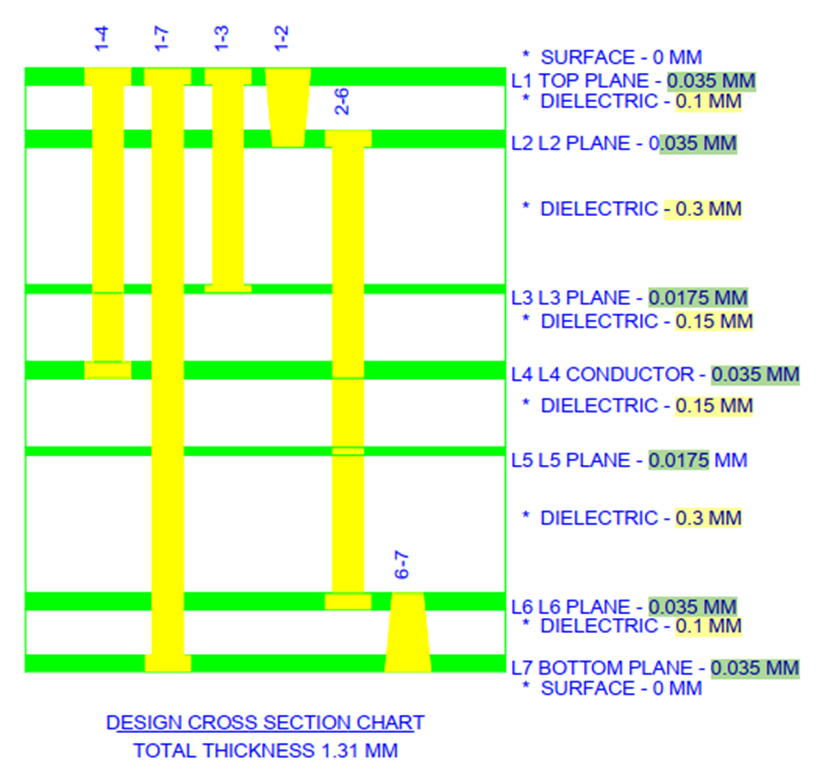 1-4
1-7
1-3
1-2
2-6
6-7
* SURFACE - 0 MM
L1 TOP PLANE - 0.035 MM
* DIELECTRIC - 0.1 MM
L2 L2 PLANE - 0.035 MM
* DIELECTRIC - 0.3 MM
L3 L3 PLANE - 0.0175 MM
* DIELECTRIC - 0.15 MM
L4 L4 CONDUCTOR - 0.035 MM
* DIELECTRIC - 0.15 MM
L5 L5 PLANE - 0.0175 MM
* DIELECTRIC - 0.3 MM
L6 L6 PLANE - 0.035 MM
* DIELECTRIC - 0.1 MM
L7 BOTTOM PLANE - 0.035 MM
* SURFACE - 0 MM
DESIGN CROSS SECTION CHART
TOTAL THICKNESS 1.31 MM